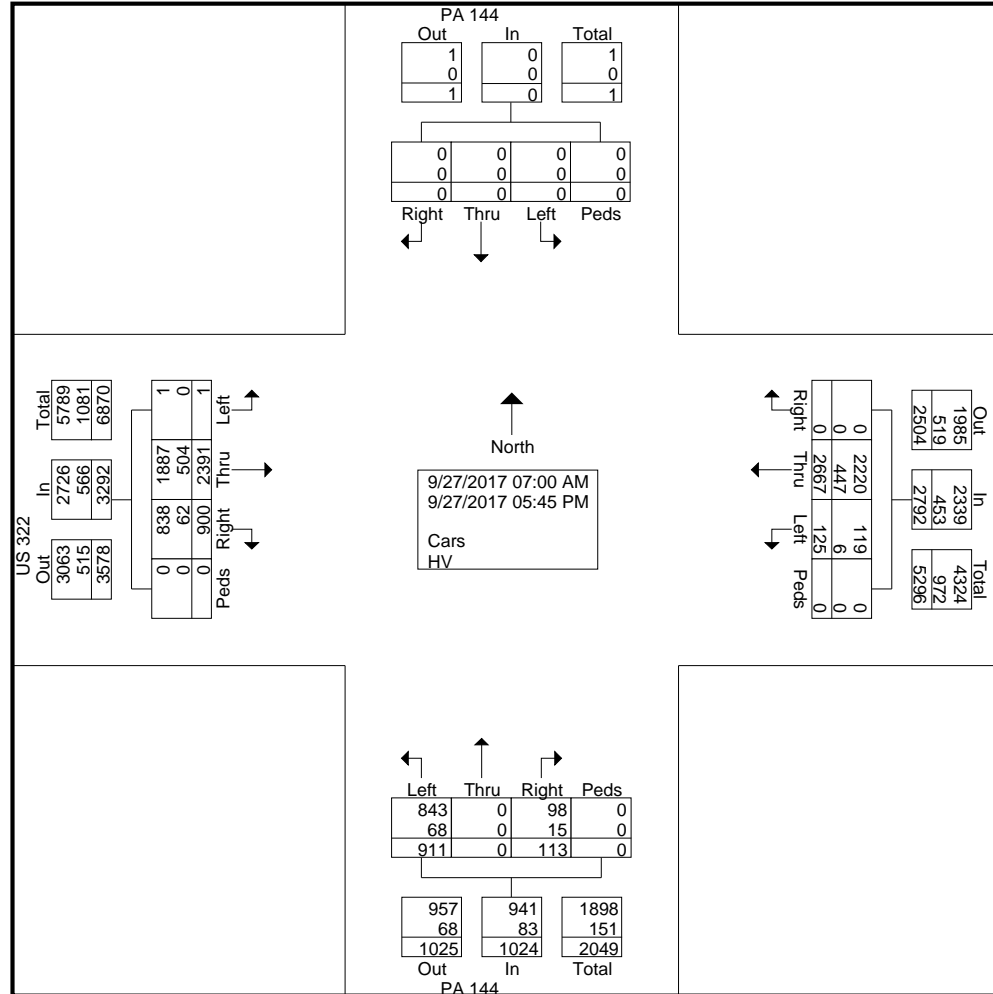 PA 144
Out In Total
1 0 1
0 0 0
1 0 1
0 0 0 0
0 0 0 0
0 0 0 0
Right Thru Left Peds
US 322
Total In Out
5789 2726 3063
1081 566 515
6870 3292 3578
Left Thru Right Peds
1 1887 838 0
0 504 62 0
1 2391 900 0
North
9/27/2017 07:00 AM
9/27/2017 05:45 PM
Cars
HV
Right Thru Left Peds
0 2220 119 0
0 447 6 0
0 2667 125 0
Out In Total
1985 2339 4324
519 453 972
2504 2792 5296
Left Thru Right Peds
843 0 98 0
68 0 15 0
911 0 113 0
957 941 1898
68 83 151
1025 1024 2049
Out In Total
PA 144